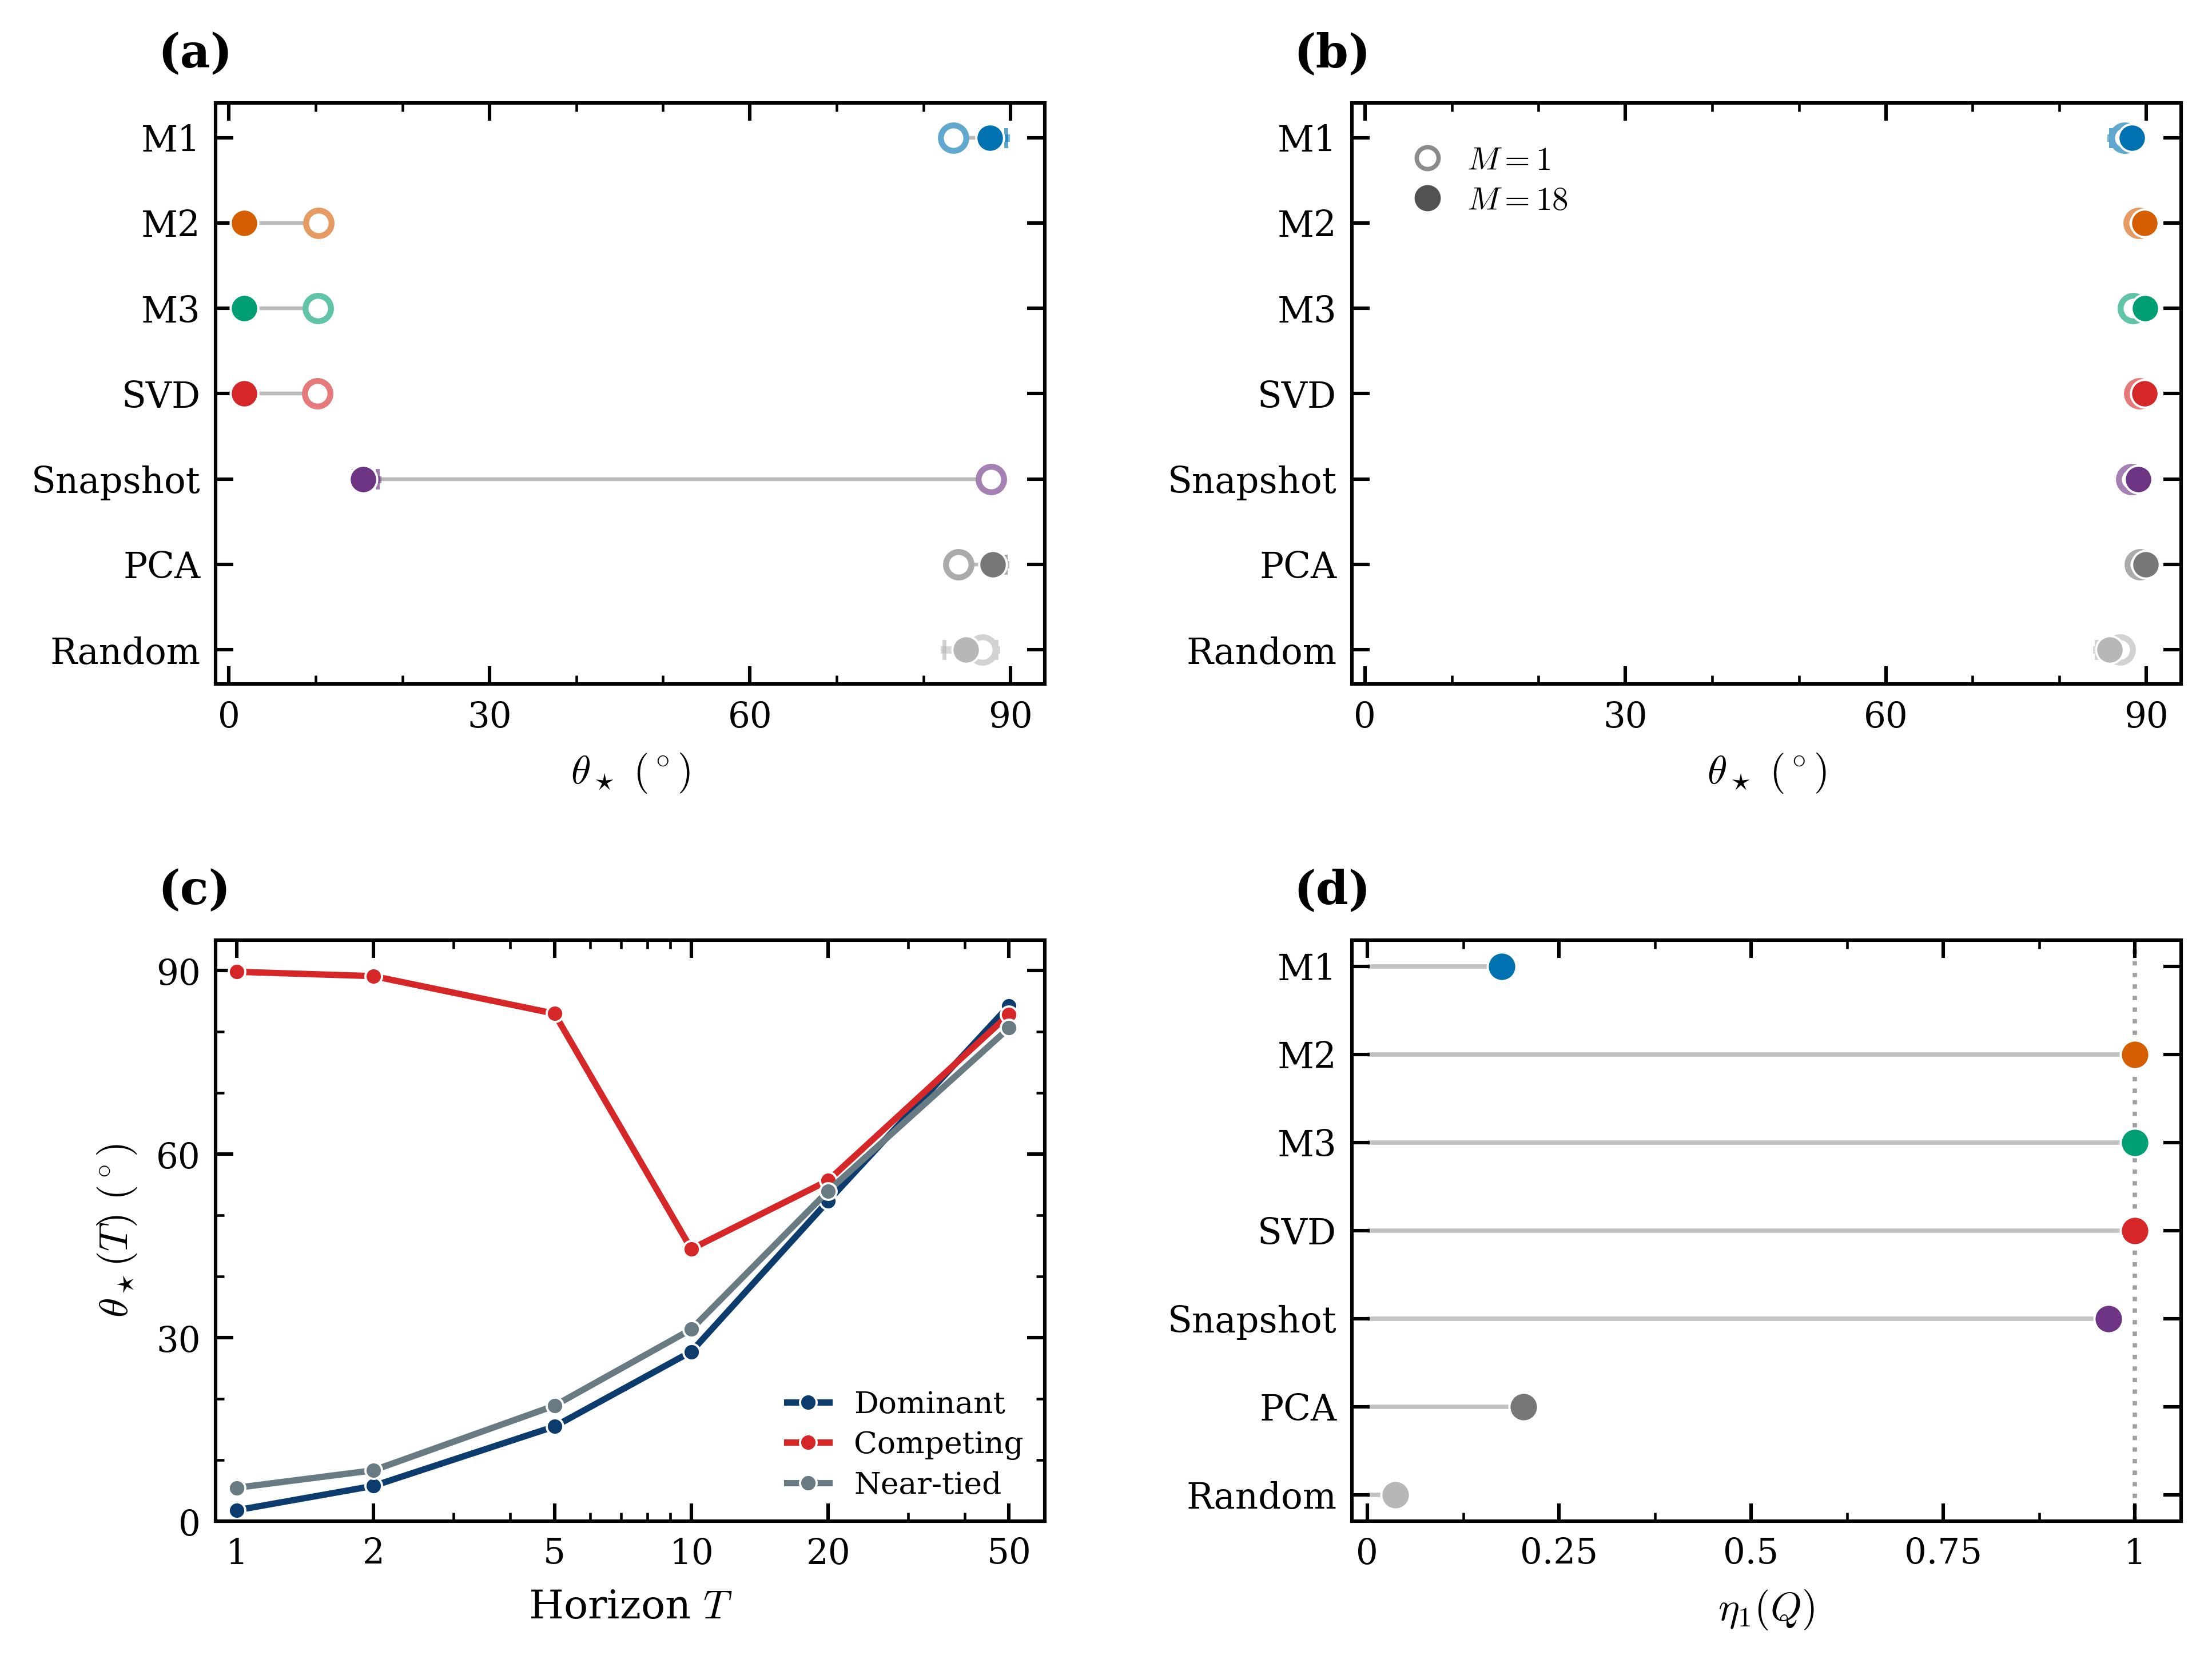 (a)
M1
M2
M3
SVD
Snapshot
PCA
Random
0 30 60 90
θ⋆ (°)
(b)
M = 1
M = 18
M1
M2
M3
SVD
Snapshot
PCA
Random
0 30 60 90
θ⋆ (°)
(c)
90
60
30
0
θ⋆(T) (°)
Dominant
Competing
Near-tied
1 2 5 10 20 50
Horizon T
(d)
M1
M2
M3
SVD
Snapshot
PCA
Random
0 0.25 0.5 0.75 1
η₁(Q)